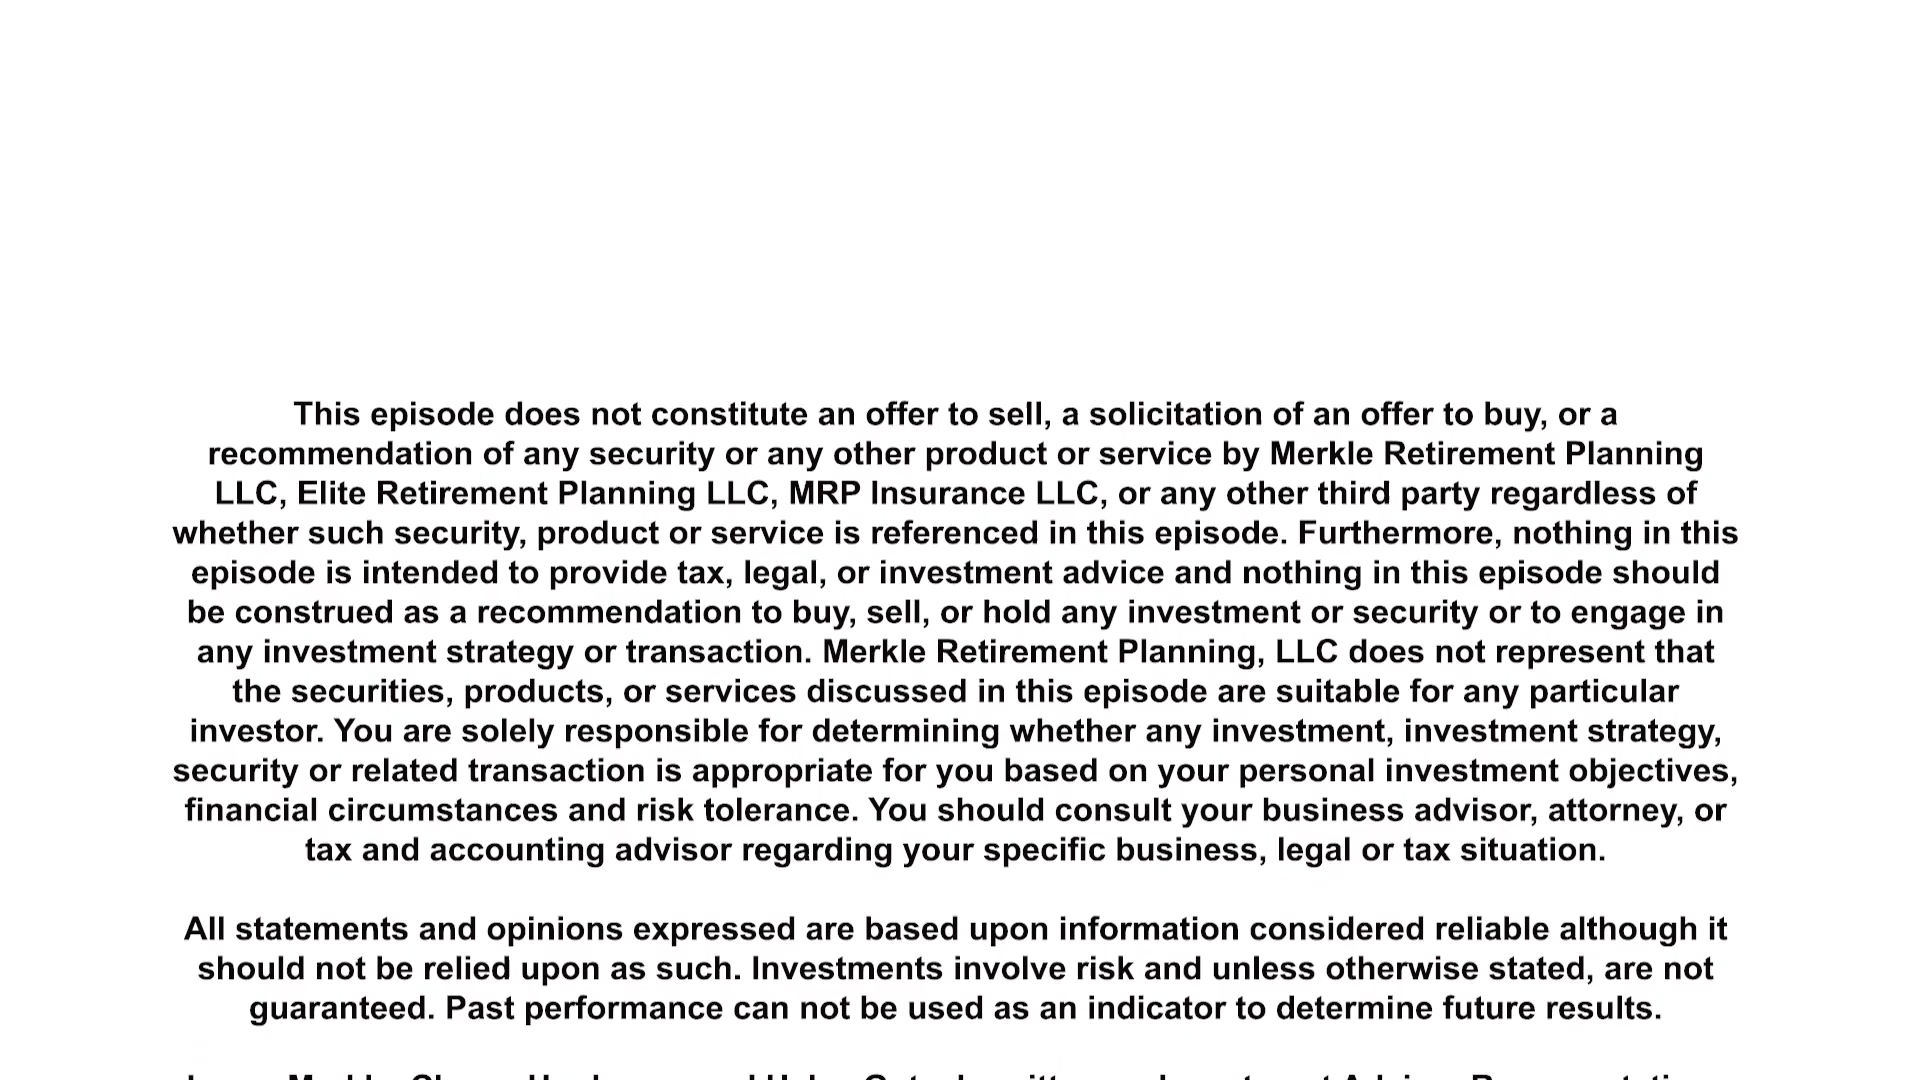 This episode does not constitute an offer to sell, a solicitation of an offer to buy, or a
recommendation of any security or any other product or service by Merkle Retirement Planning
LLC, Elite Retirement Planning LLC, MRP Insurance LLC, or any other third party regardless of
whether such security, product or service is referenced in this episode. Furthermore, nothing in this
episode is intended to provide tax, legal, or investment advice and nothing in this episode should
be construed as a recommendation to buy, sell, or hold any investment or security or to engage in
any investment strategy or transaction. Merkle Retirement Planning, LLC does not represent that
the securities, products, or services discussed in this episode are suitable for any particular
investor. You are solely responsible for determining whether any investment, investment strategy,
security or related transaction is appropriate for you based on your personal investment objectives,
financial circumstances and risk tolerance. You should consult your business advisor, attorney, or
tax and accounting advisor regarding your specific business, legal or tax situation.
All statements and opinions expressed are based upon information considered reliable although it
should not be relied upon as such. Investments involve risk and unless otherwise stated, are not
guaranteed. Past performance can not be used as an indicator to determine future results.